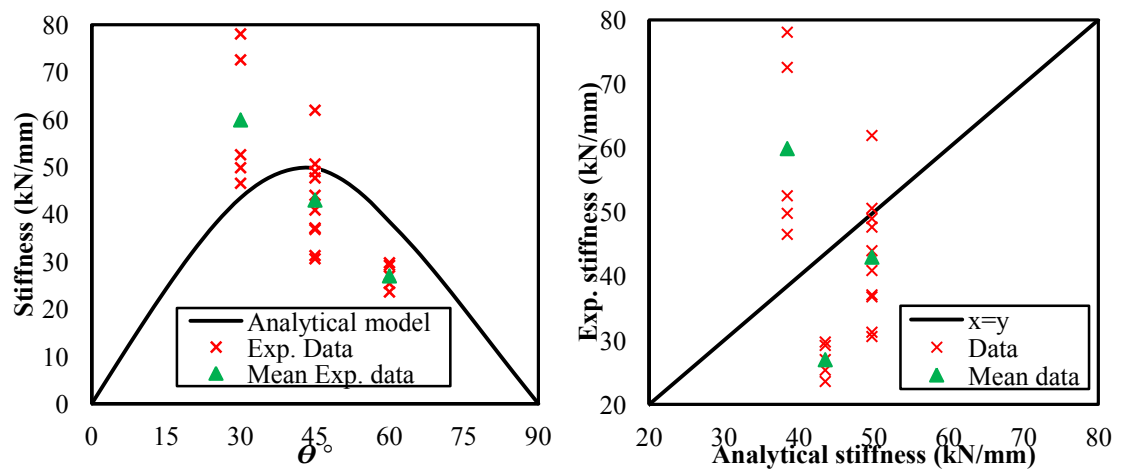 Stiffness (kN/mm)
80
70
60
50
40
30
20
10
0
0 15 30 45 60 75 90
θ °
Analytical model
Exp. Data
Mean Exp. data
Exp. stiffness (kN/mm)
80
70
60
50
40
30
20
20 30 40 50 60 70 80
Analytical stiffness (kN/mm)
x=y
Data
Mean data